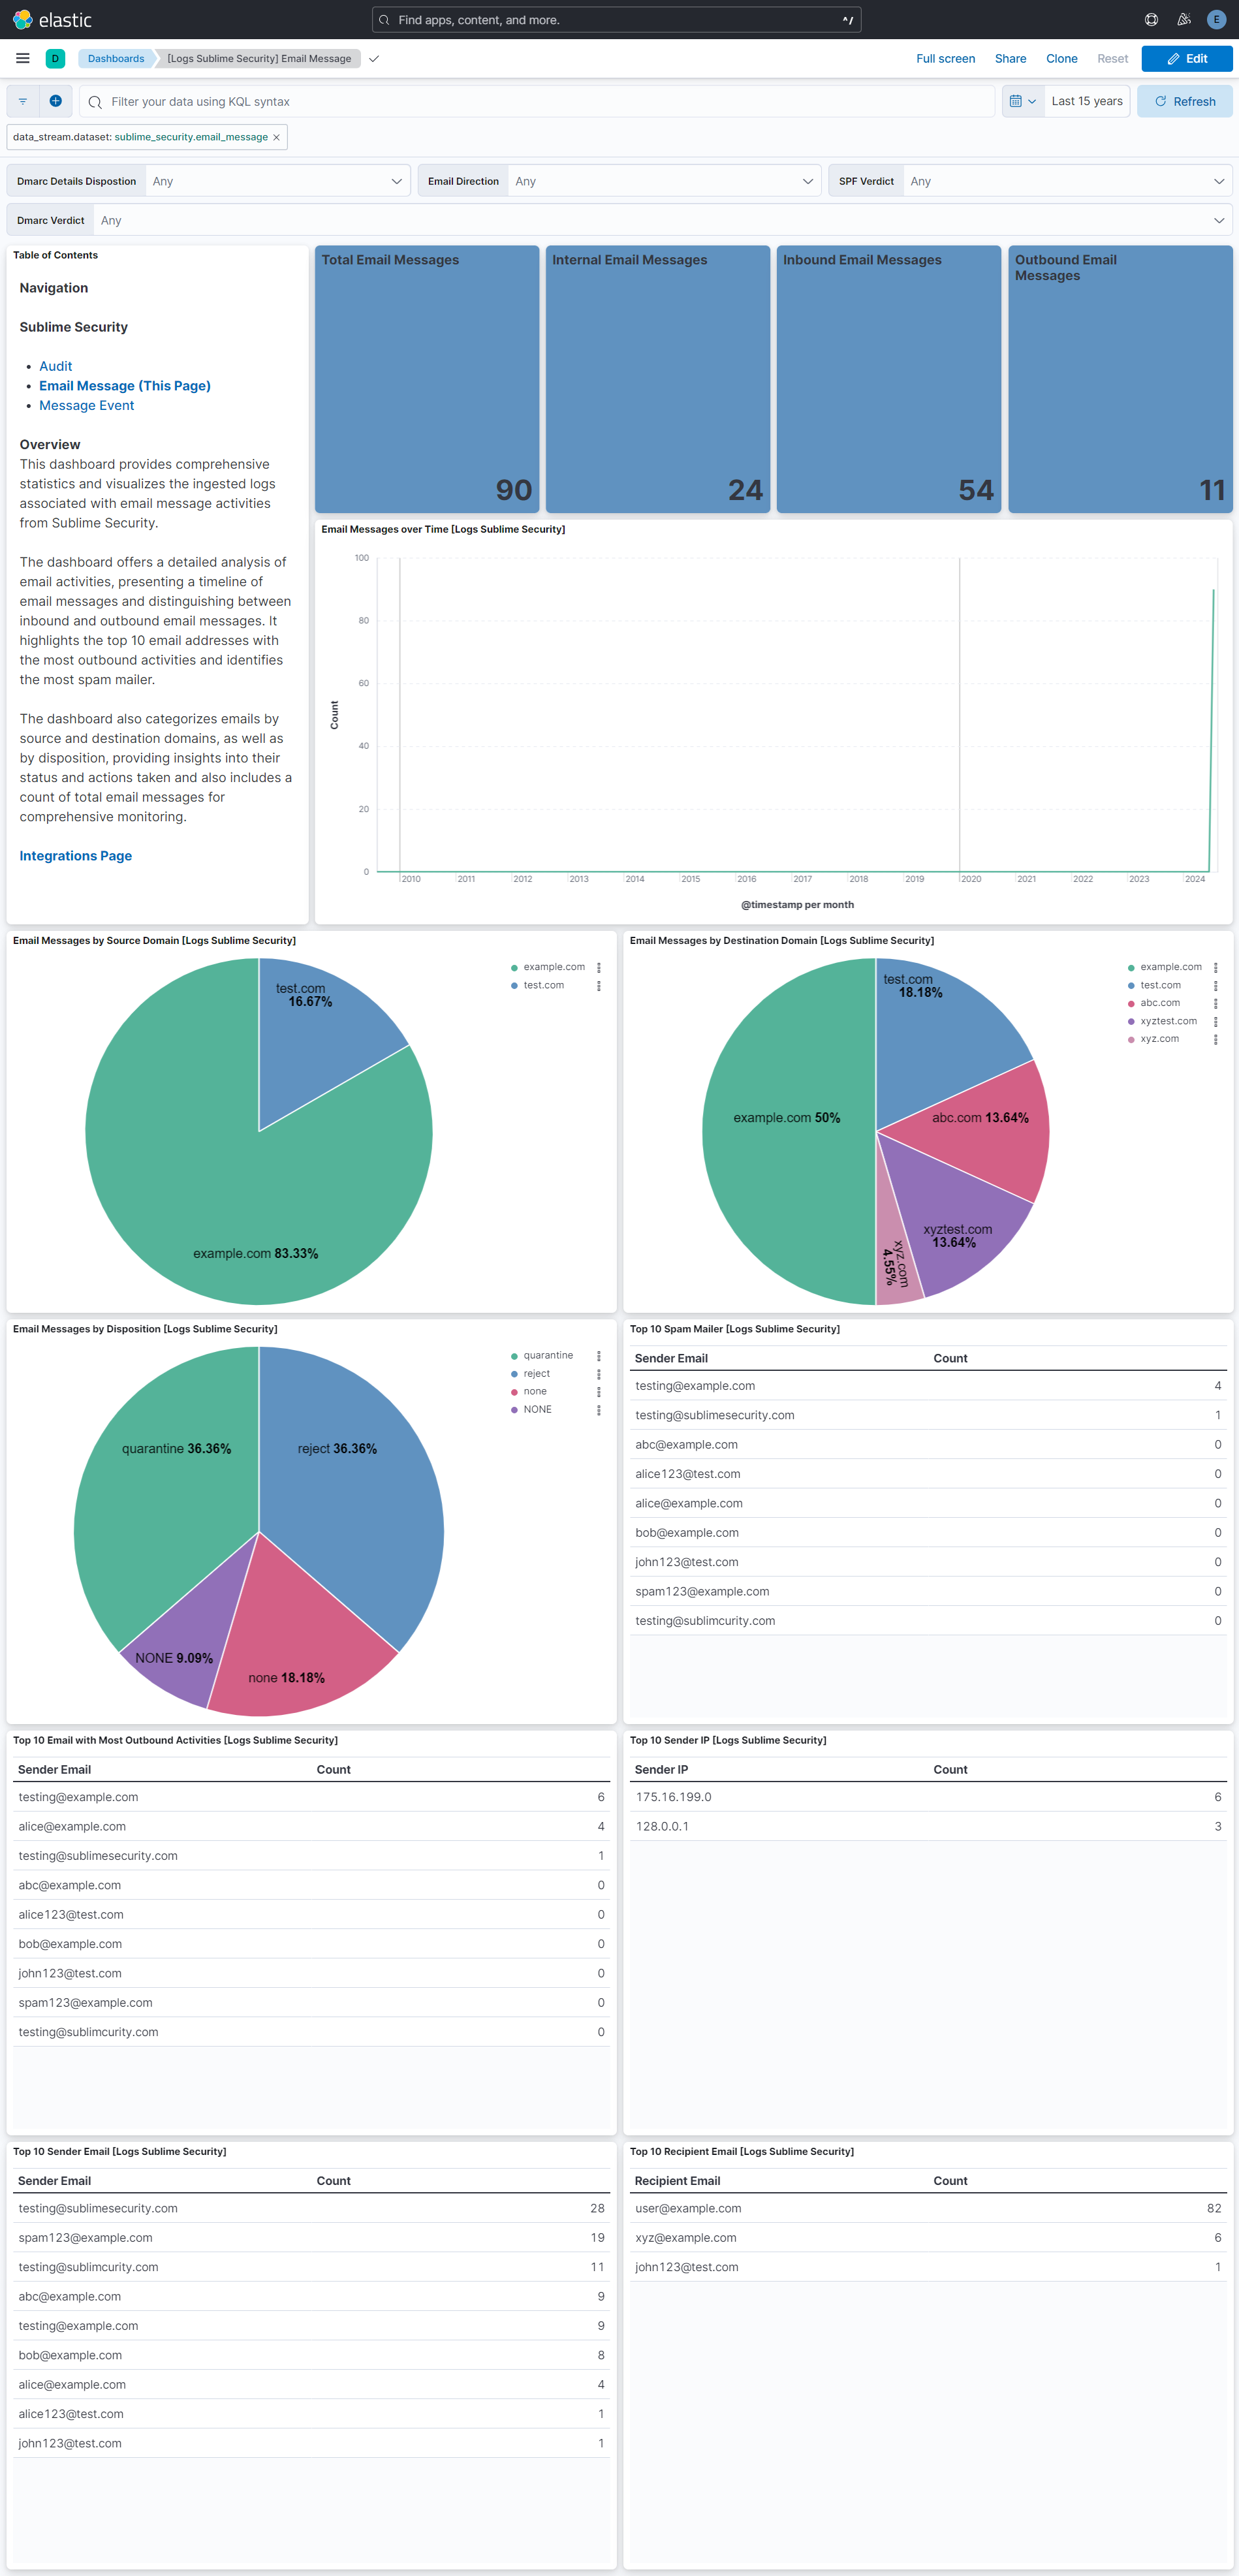 elastic
Find apps, content, and more.
^/
E
D
Dashboards
[Logs Sublime Security] Email Message
Full screen
Share
Clone
Reset
Edit
Filter your data using KQL syntax
Last 15 years
Refresh
data_stream.dataset: sublime_security.email_message ×
Dmarc Details Dispostion
Any
Email Direction
Any
SPF Verdict
Any
Dmarc Verdict
Any
Table of Contents
Navigation
Sublime Security
• Audit
• Email Message (This Page)
• Message Event
Overview
This dashboard provides comprehensive
statistics and visualizes the ingested logs
associated with email message activities
from Sublime Security.
The dashboard offers a detailed analysis of
email activities, presenting a timeline of
email messages and distinguishing between
inbound and outbound email messages. It
highlights the top 10 email addresses with
the most outbound activities and identifies
the most spam mailer.
The dashboard also categorizes emails by
source and destination domains, as well as
by disposition, providing insights into their
status and actions taken and also includes a
count of total email messages for
comprehensive monitoring.
Integrations Page
Total Email Messages
90
Internal Email Messages
24
Inbound Email Messages
54
Outbound Email
Messages
11
Email Messages over Time [Logs Sublime Security]
100
80
60
40
20
0
Count
2010
2011
2012
2013
2014
2015
2016
2017
2018
2019
2020
2021
2022
2023
2024
@timestamp per month
Email Messages by Source Domain [Logs Sublime Security]
test.com
16.67%
example.com 83.33%
example.com
test.com
Email Messages by Destination Domain [Logs Sublime Security]
test.com
18.18%
example.com 50%
abc.com 13.64%
xyztest.com
13.64%
xyz.com
4.55%
example.com
test.com
abc.com
xyztest.com
xyz.com
Email Messages by Disposition [Logs Sublime Security]
quarantine 36.36%
reject 36.36%
NONE 9.09%
none 18.18%
quarantine
reject
none
NONE
Top 10 Spam Mailer [Logs Sublime Security]
Sender Email Count
testing@example.com 4
testing@sublimesecurity.com 1
abc@example.com 0
alice123@test.com 0
alice@example.com 0
bob@example.com 0
john123@test.com 0
spam123@example.com 0
testing@sublimcurity.com 0
Top 10 Email with Most Outbound Activities [Logs Sublime Security]
Sender Email Count
testing@example.com 6
alice@example.com 4
testing@sublimesecurity.com 1
abc@example.com 0
alice123@test.com 0
bob@example.com 0
john123@test.com 0
spam123@example.com 0
testing@sublimcurity.com 0
Top 10 Sender IP [Logs Sublime Security]
Sender IP Count
175.16.199.0 6
128.0.0.1 3
Top 10 Sender Email [Logs Sublime Security]
Sender Email Count
testing@sublimesecurity.com 28
spam123@example.com 19
testing@sublimcurity.com 11
abc@example.com 9
testing@example.com 9
bob@example.com 8
alice@example.com 4
alice123@test.com 1
john123@test.com 1
Top 10 Recipient Email [Logs Sublime Security]
Recipient Email Count
user@example.com 82
xyz@example.com 6
john123@test.com 1